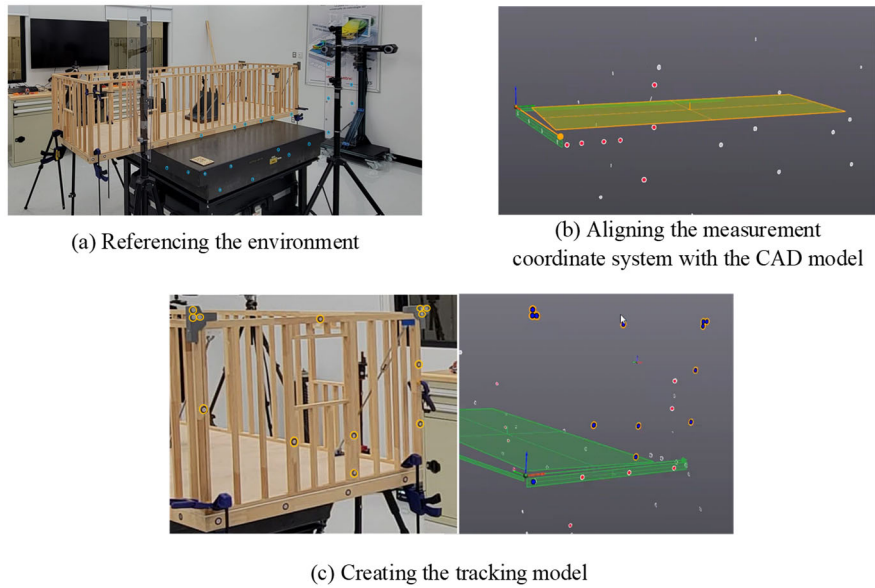 (a) Referencing the environment
(b) Aligning the measurement
coordinate system with the CAD model
(c) Creating the tracking model